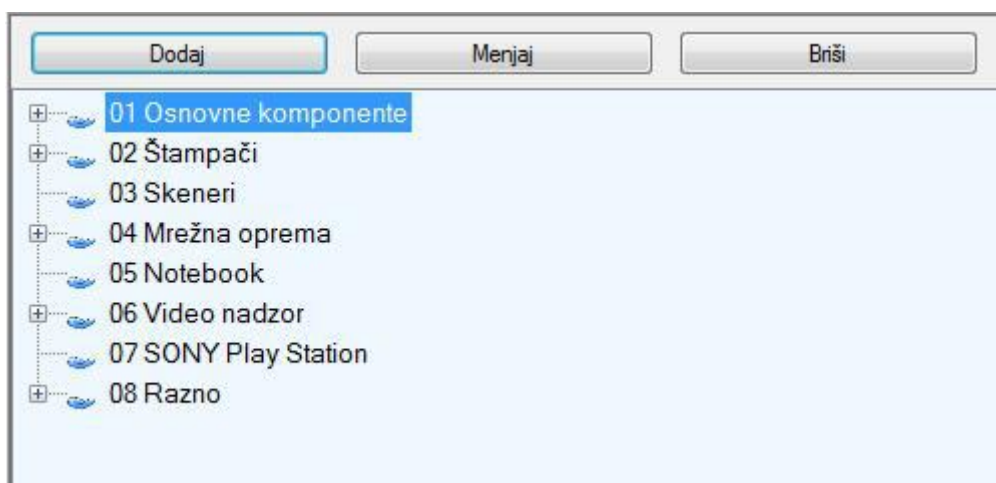 Dodaj Menjaj Briši
01 Osnovne komponente
02 Štampači
03 Skeneri
04 Mrežna oprema
05 Notebook
06 Video nadzor
07 SONY Play Station
08 Razno